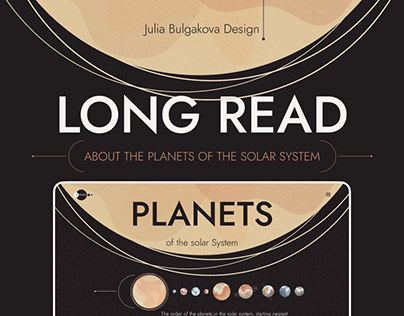 Julia Bulgakova Design
LONG READ
ABOUT THE PLANETS OF THE SOLAR SYSTEM
PLANETS
of the solar System
The order of the planets in the solar system, starting nearest